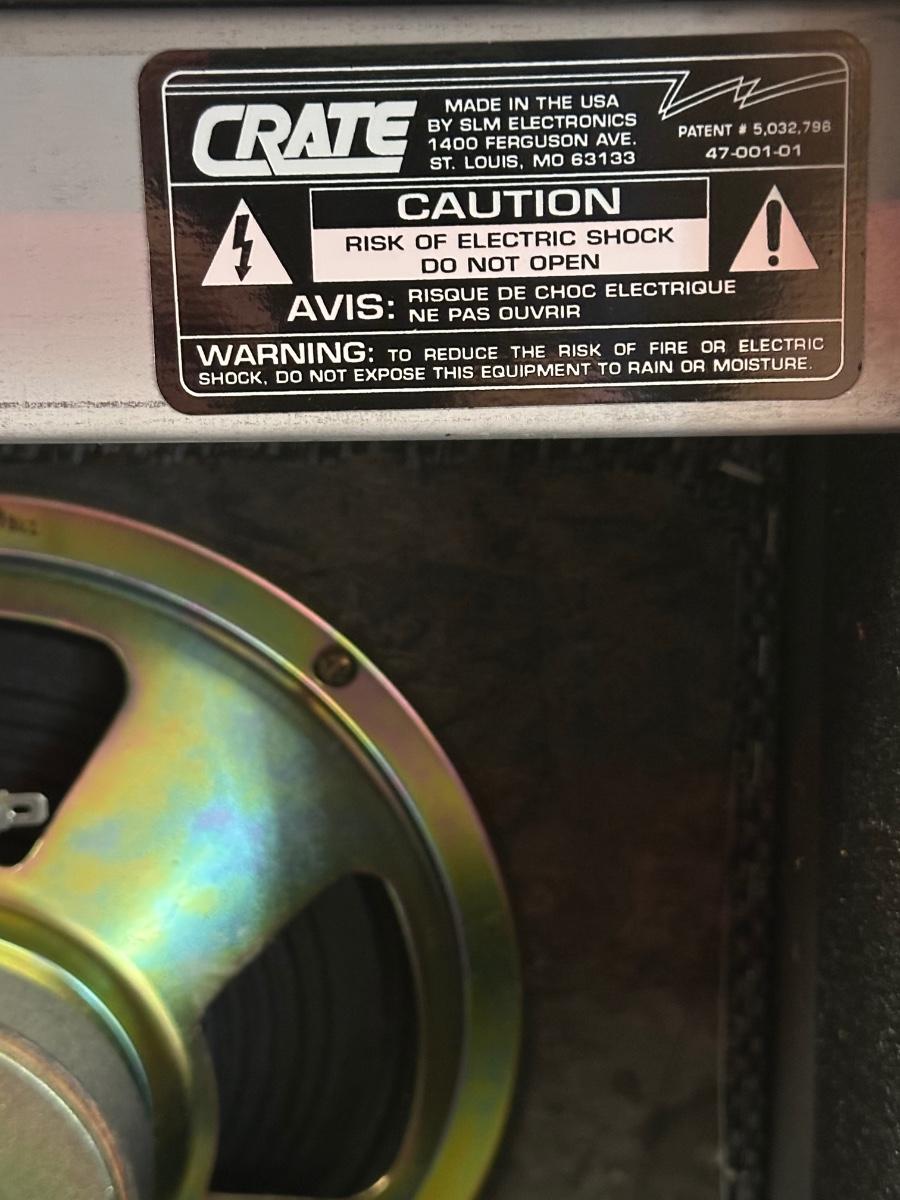 CRATE
MADE IN THE USA
BY SLM ELECTRONICS
1400 FERGUSON AVE.
ST. LOUIS, MO 63133
PATENT # 5,032,796
47-001-01
CAUTION
RISK OF ELECTRIC SHOCK
DO NOT OPEN
AVIS: RISQUE DE CHOC ELECTRIQUE
NE PAS OUVRIR
WARNING: TO REDUCE THE RISK OF FIRE OR ELECTRIC
SHOCK, DO NOT EXPOSE THIS EQUIPMENT TO RAIN OR MOISTURE.